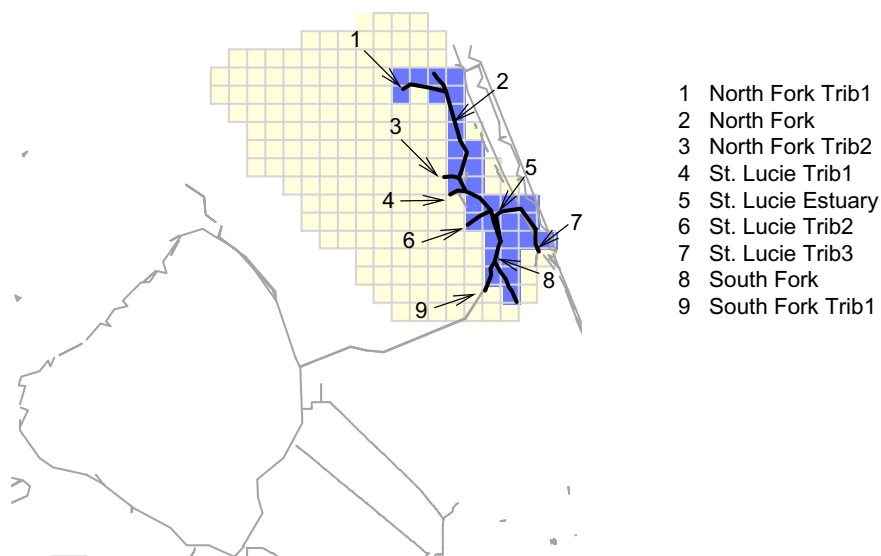 1
2
3
4
5
6
7
8
9
1 North Fork Trib1
2 North Fork
3 North Fork Trib2
4 St. Lucie Trib1
5 St. Lucie Estuary
6 St. Lucie Trib2
7 St. Lucie Trib3
8 South Fork
9 South Fork Trib1